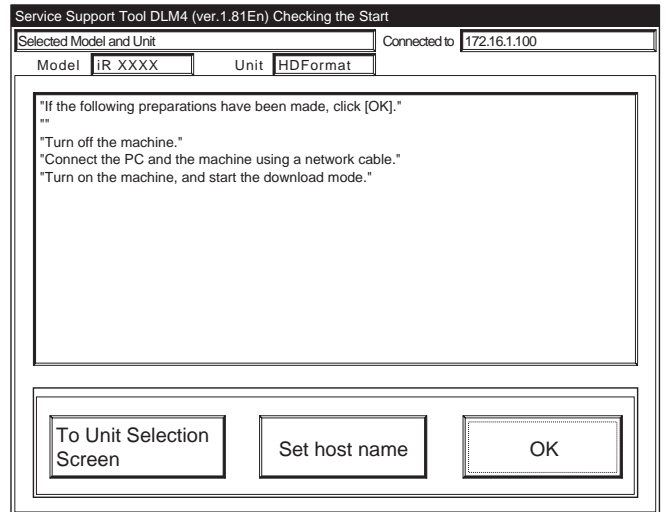 Service Support Tool DLM4 (ver.1.81En) Checking the Start
Selected Model and Unit
Connected to 172.16.1.100
Model iR XXXX Unit HDFormat
"If the following preparations have been made, click [OK]."
""
"Turn off the machine."
"Connect the PC and the machine using a network cable."
"Turn on the machine, and start the download mode."
To Unit Selection
Screen
Set host name
OK